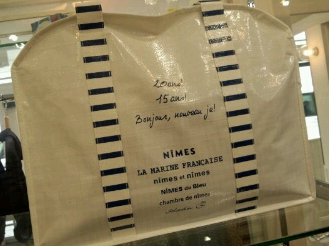 20 ans!
15 ans!
Bonjour, nouveau je!
NÎMES
LA MARINE FRANÇAISE
nîmes et nîmes
NÎMES au bleu
chambre de nîmes